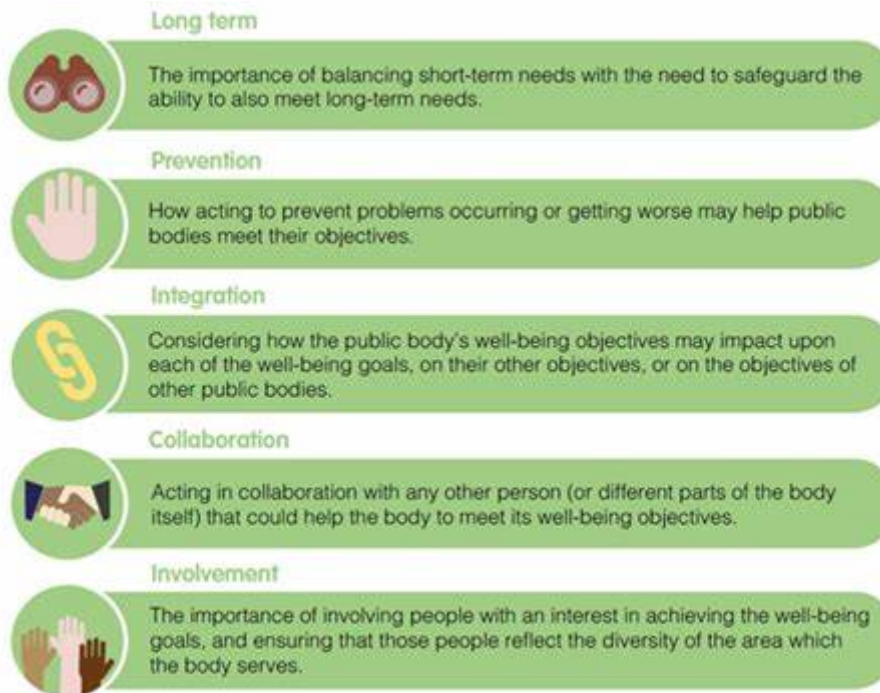 Long term
The importance of balancing short-term needs with the need to safeguard the
ability to also meet long-term needs.
Prevention
How acting to prevent problems occurring or getting worse may help public
bodies meet their objectives.
Integration
Considering how the public body's well-being objectives may impact upon
each of the well-being goals, on their other objectives, or on the objectives of
other public bodies.
Collaboration
Acting in collaboration with any other person (or different parts of the body
itself) that could help the body to meet its well-being objectives.
Involvement
The importance of involving people with an interest in achieving the well-being
goals, and ensuring that those people reflect the diversity of the area which
the body serves.